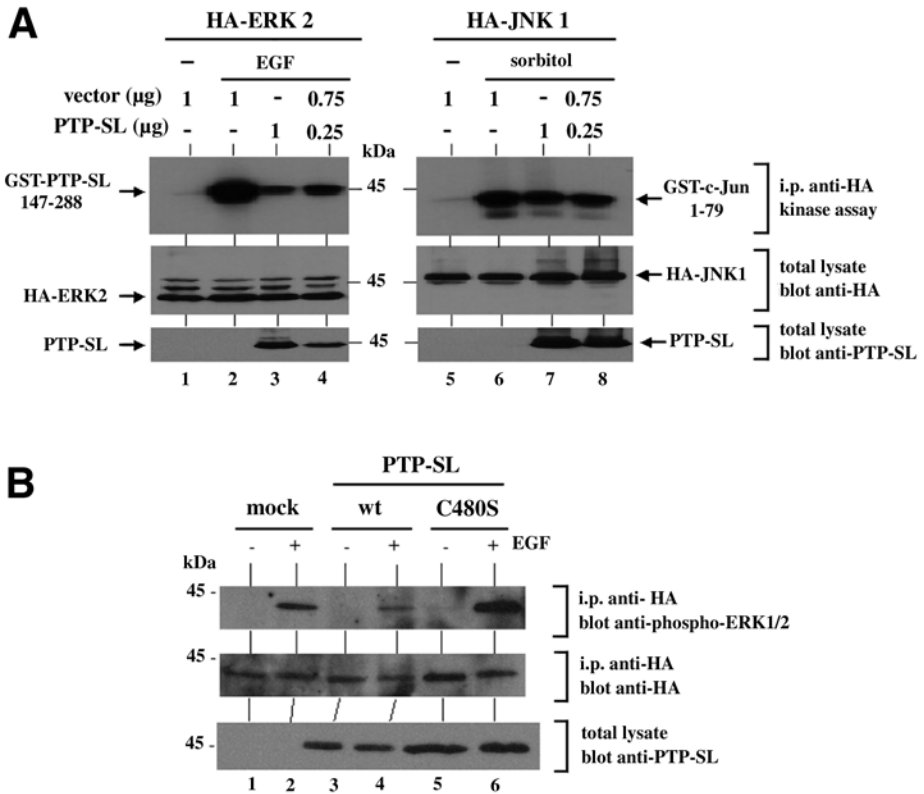 A
HA-ERK 2 HA-JNK 1
– EGF – sorbitol
vector (µg) 1 1 - 0.75 1 1 - 0.75
PTP-SL (µg) - - 1 0.25 - - 1 0.25
kDa
GST-PTP-SL
147-288
45
GST-c-Jun
1-79
i.p. anti-HA
kinase assay
HA-ERK2
45
HA-JNK1
total lysate
blot anti-HA
PTP-SL
45
PTP-SL
total lysate
blot anti-PTP-SL
1 2 3 4 5 6 7 8
B
PTP-SL
mock wt C480S
- + - + - + EGF
kDa
45 -
i.p. anti- HA
blot anti-phospho-ERK1/2
45 -
i.p. anti-HA
blot anti-HA
45 -
total lysate
blot anti-PTP-SL
1 2 3 4 5 6